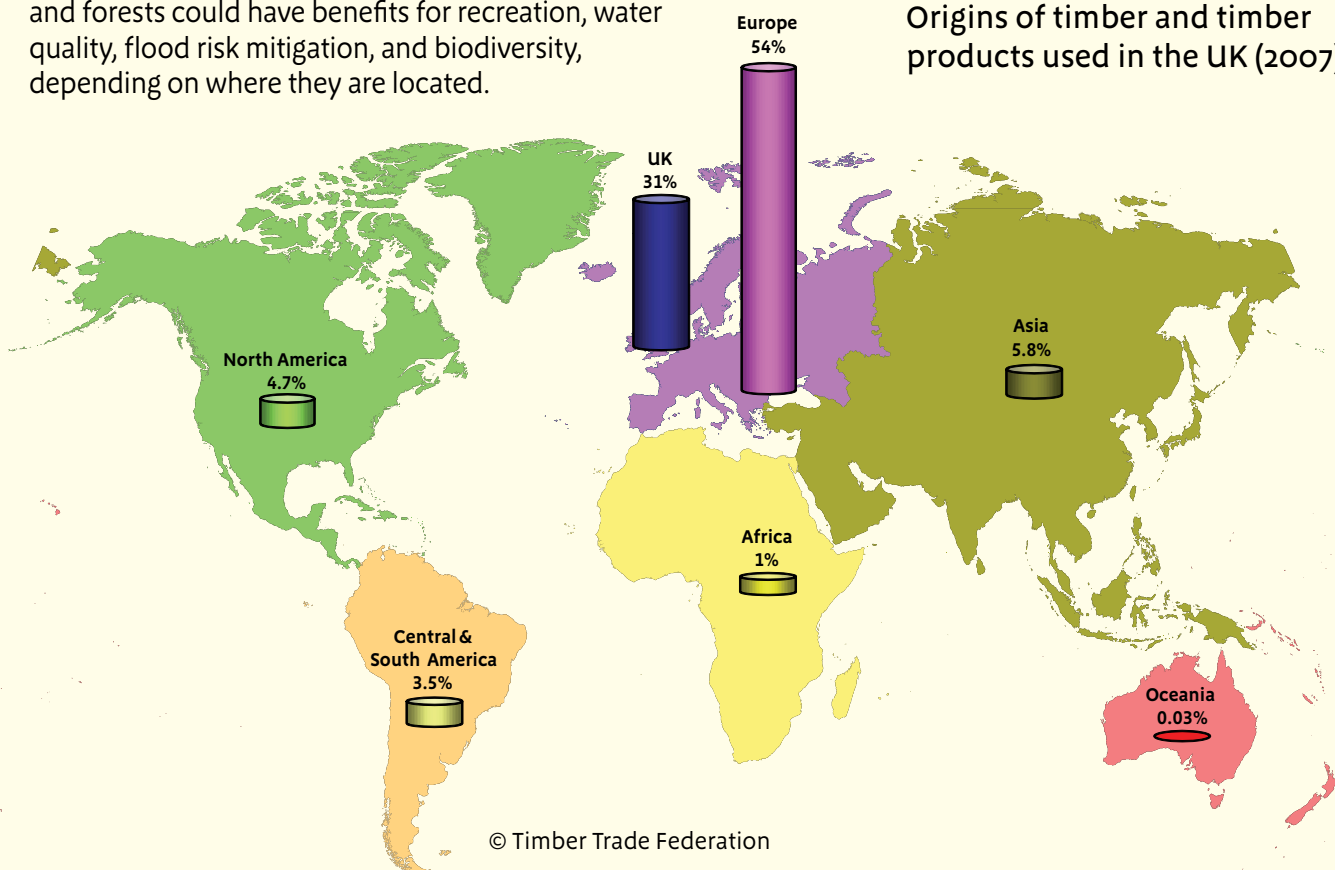 and forests could have benefits for recreation, water
quality, flood risk mitigation, and biodiversity,
depending on where they are located.
Origins of timber and timber
products used in the UK (2007)
Europe
54%
UK
31%
North America
4.7%
Asia
5.8%
Africa
1%
Central &
South America
3.5%
Oceania
0.03%
© Timber Trade Federation